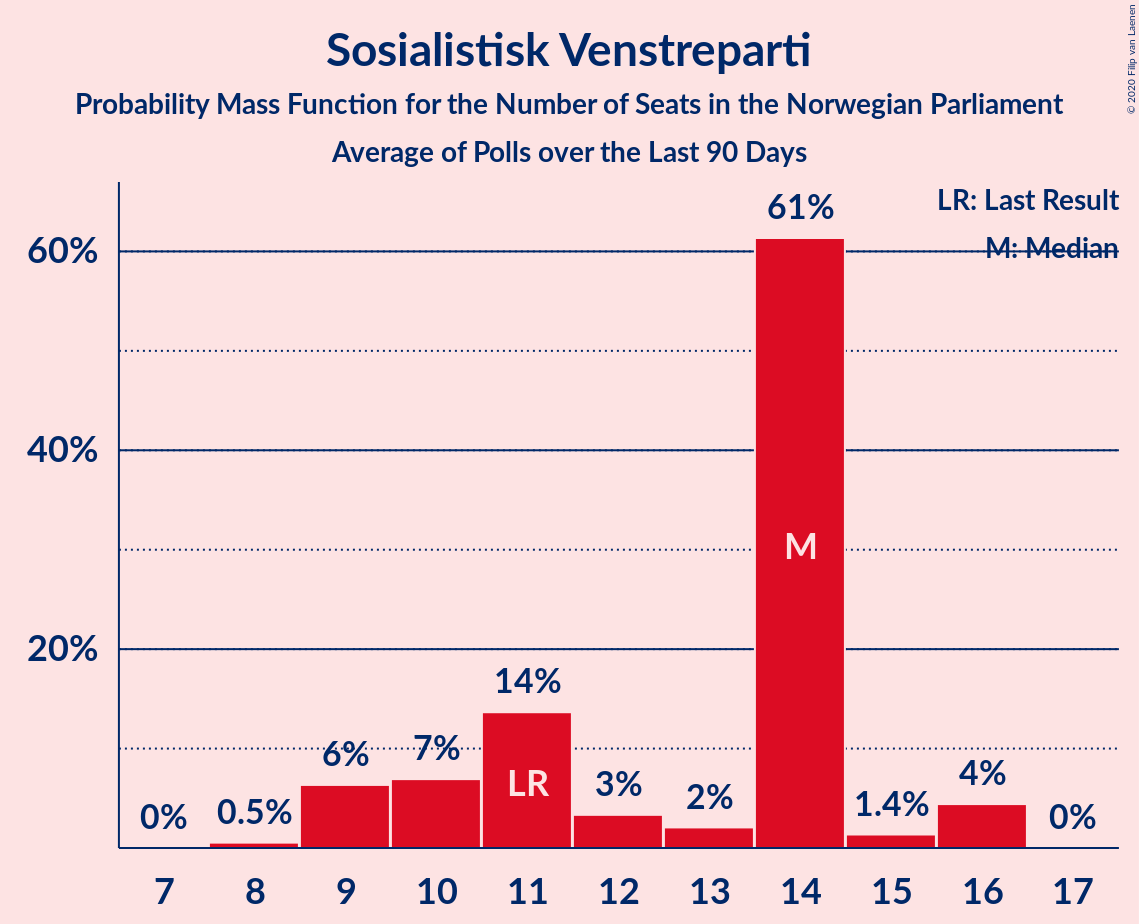 Sosialistisk Venstreparti
Probability Mass Function for the Number of Seats in the Norwegian Parliament
Average of Polls over the Last 90 Days
© 2020 Filip van Laenen
LR: Last Result
M: Median
60%
40%
20%
0%
0.5%
6%
7%
14%
3%
2%
61%
1.4%
4%
0%
LR
M
7 8 9 10 11 12 13 14 15 16 17